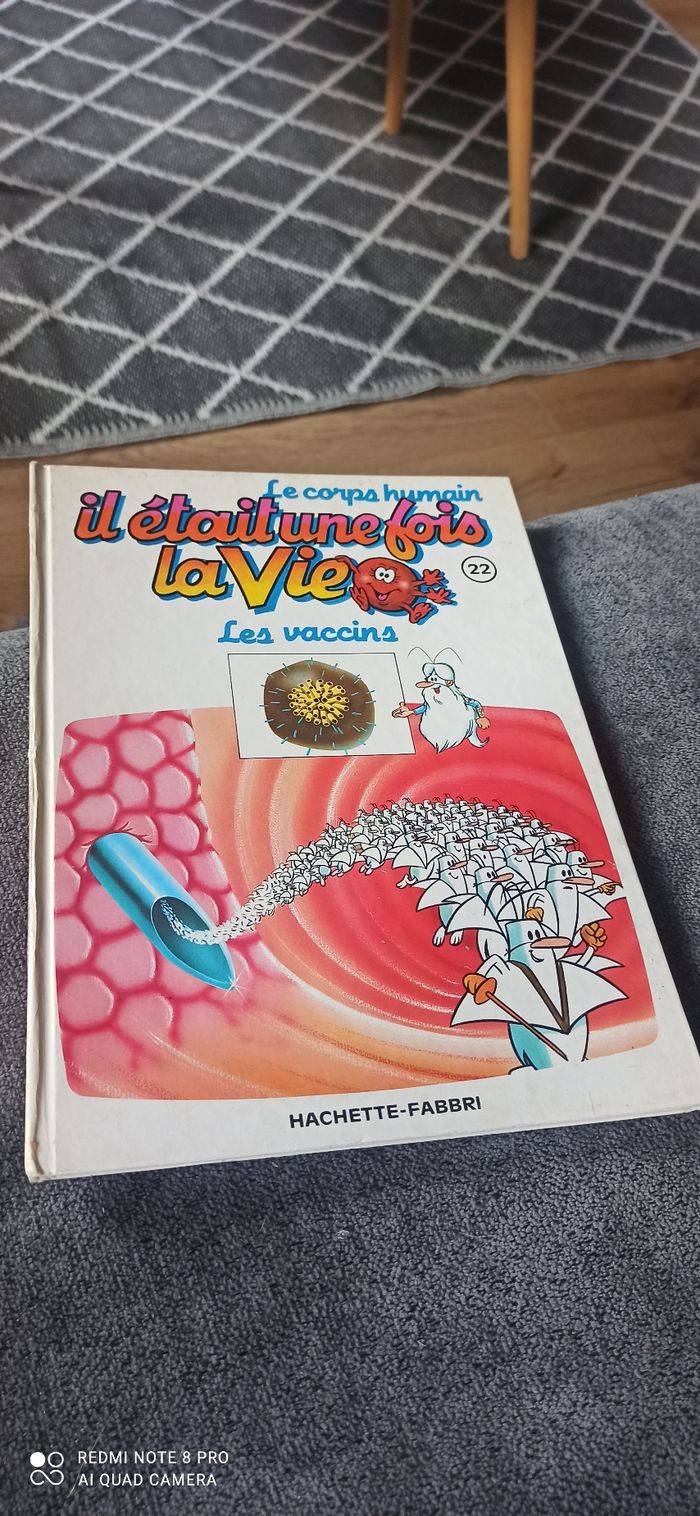 Le corps humain
il était une fois
la Vie
22
Les vaccins
HACHETTE-FABBRI
REDMI NOTE 8 PRO
AI QUAD CAMERA